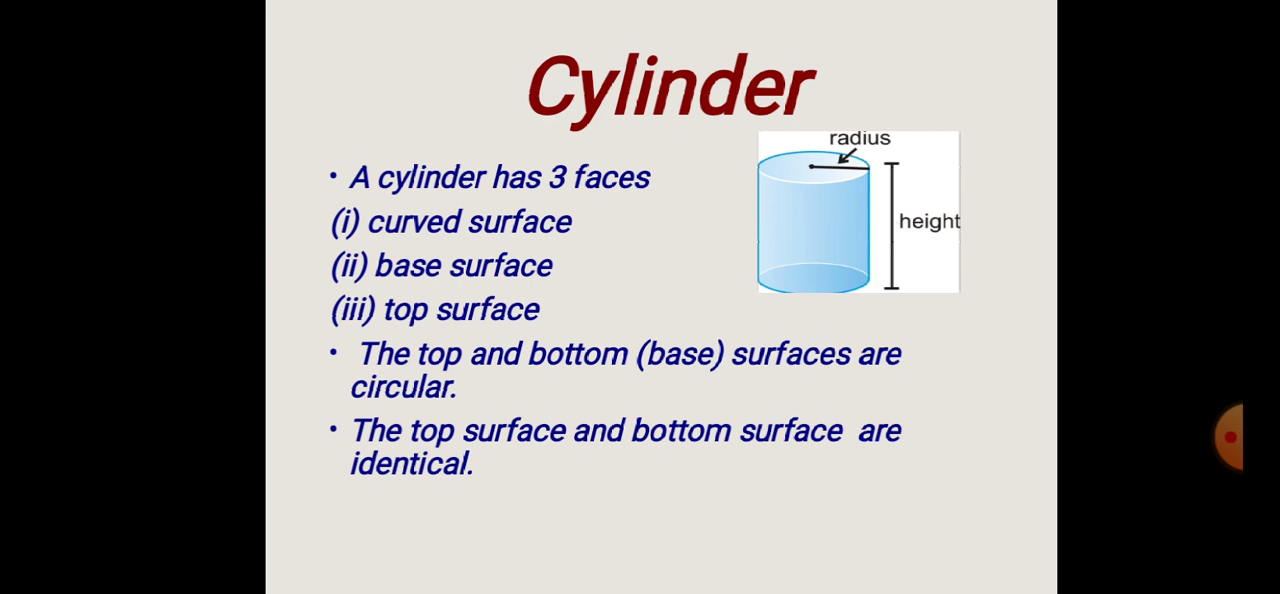 Cylinder
radius
• A cylinder has 3 faces
(i) curved surface
height
(ii) base surface
(iii) top surface
• The top and bottom (base) surfaces are
circular.
• The top surface and bottom surface are
identical.